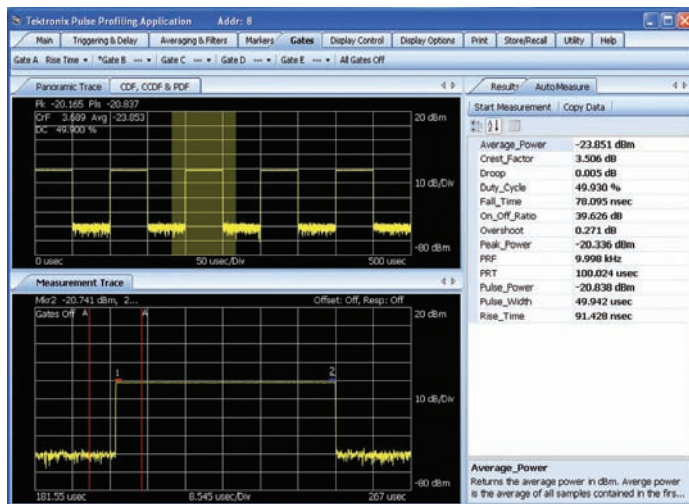 Tektronix Pulse Profiling Application Addr: 8
Main Triggering & Delay Averaging & Filters Markers Gates Display Control Display Options Print Store/Recall Utility Help
Gate A Rise Time *Gate B --- Gate C --- Gate D --- Gate E --- All Gates Off
Panoramic Trace CDF, CCDF & PDF
Pk -20.165 Pls -20.837
CrF 3.689 Avg -23.853
DC 49.900 %
20 dBm
10 dB/Div
-80 dBm
0 usec 50 usec/Div 500 usec
Measurement Trace
Mkr2 -20.741 dBm, 2... Offset: Off, Resp: Off
Gates Off A A 20 dBm
1 2
10 dB/Div
-80 dBm
181.55 usec 8.545 usec/Div 267 usec
Results AutoMeasure
Start Measurement Copy Data
Average_Power -23.851 dBm
Crest_Factor 3.506 dB
Droop 0.005 dB
Duty_Cycle 49.930 %
Fall_Time 78.095 nsec
On_Off_Ratio 39.626 dB
Overshoot 0.271 dB
Peak_Power -20.336 dBm
PRF 9.998 kHz
PRT 100.024 usec
Pulse_Power -20.838 dBm
Pulse_Width 49.942 usec
Rise_Time 91.428 nsec
Average_Power
Returns the average power in dBm. Averge power
is the average of all samples contained in the firs...